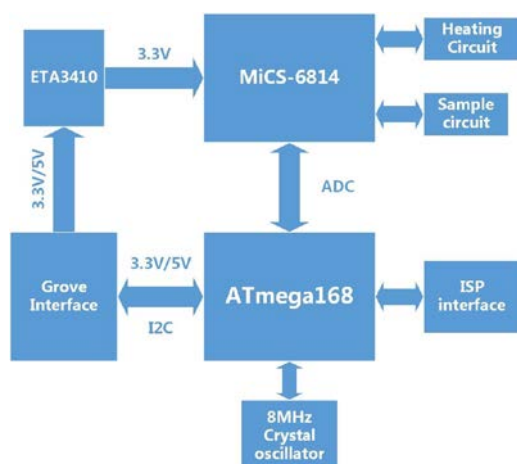 ETA3410
3.3V
MiCS-6814
Heating
Circuit
Sample
circuit
3.3V/5V
ADC
Grove
Interface
3.3V/5V
I2C
ATmega168
ISP
interface
8MHz
Crystal
oscillator